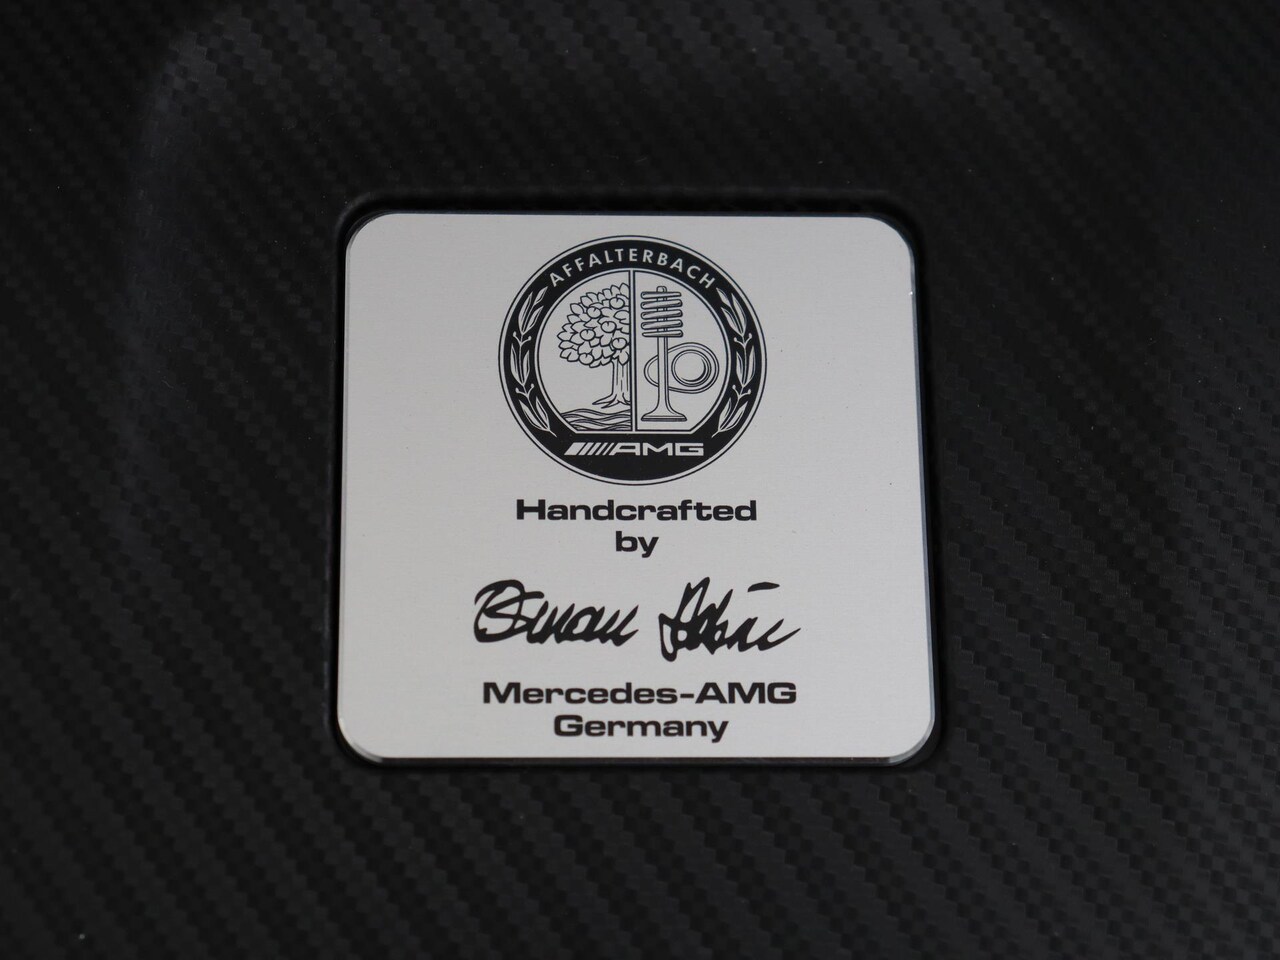 AFFALTERBACH
AMG
Handcrafted
by
Mercedes-AMG
Germany